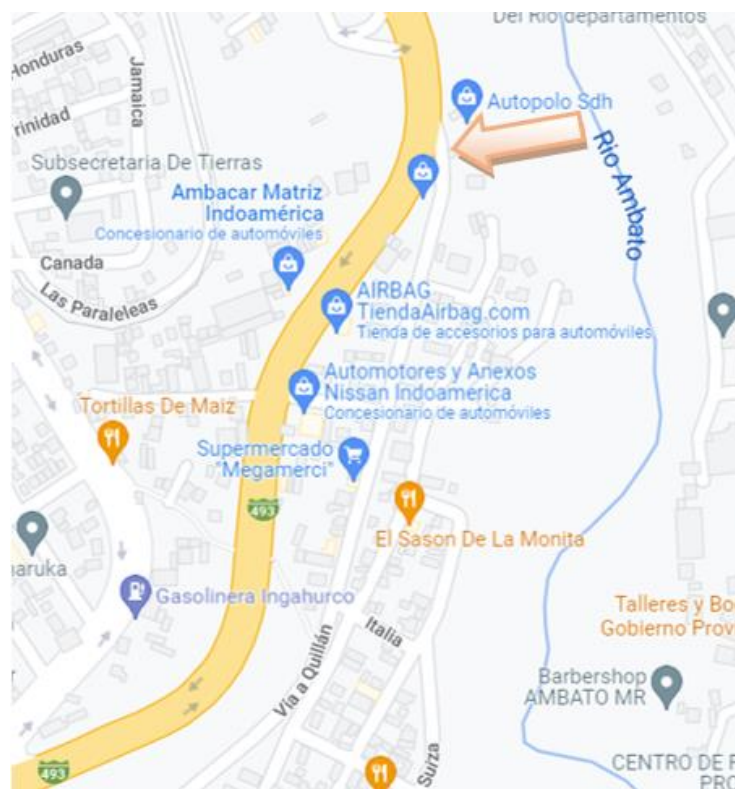 Del Rio departamentos
Honduras
Jamaica
Trinidad
Autopolo Sdh
Rio Ambato
Subsecretaria De Tierras
Ambacar Matriz
Indoamérica
Concesionario de automóviles
Canada
Las Paraleleas
AIRBAG
TiendaAirbag.com
Tienda de accesorios para automóviles
Automotores y Anexos
Nissan Indoamerica
Concesionario de automóviles
Tortillas De Maiz
Supermercado
"Megamerci"
493
El Sason De La Monita
aruka
Gasolinera Ingahurco
Talleres y Bo
Gobierno Prov
Italia
Vía a Quillán
Barbershop
AMBATO MR
Suíza
493
CENTRO DE F
PRO